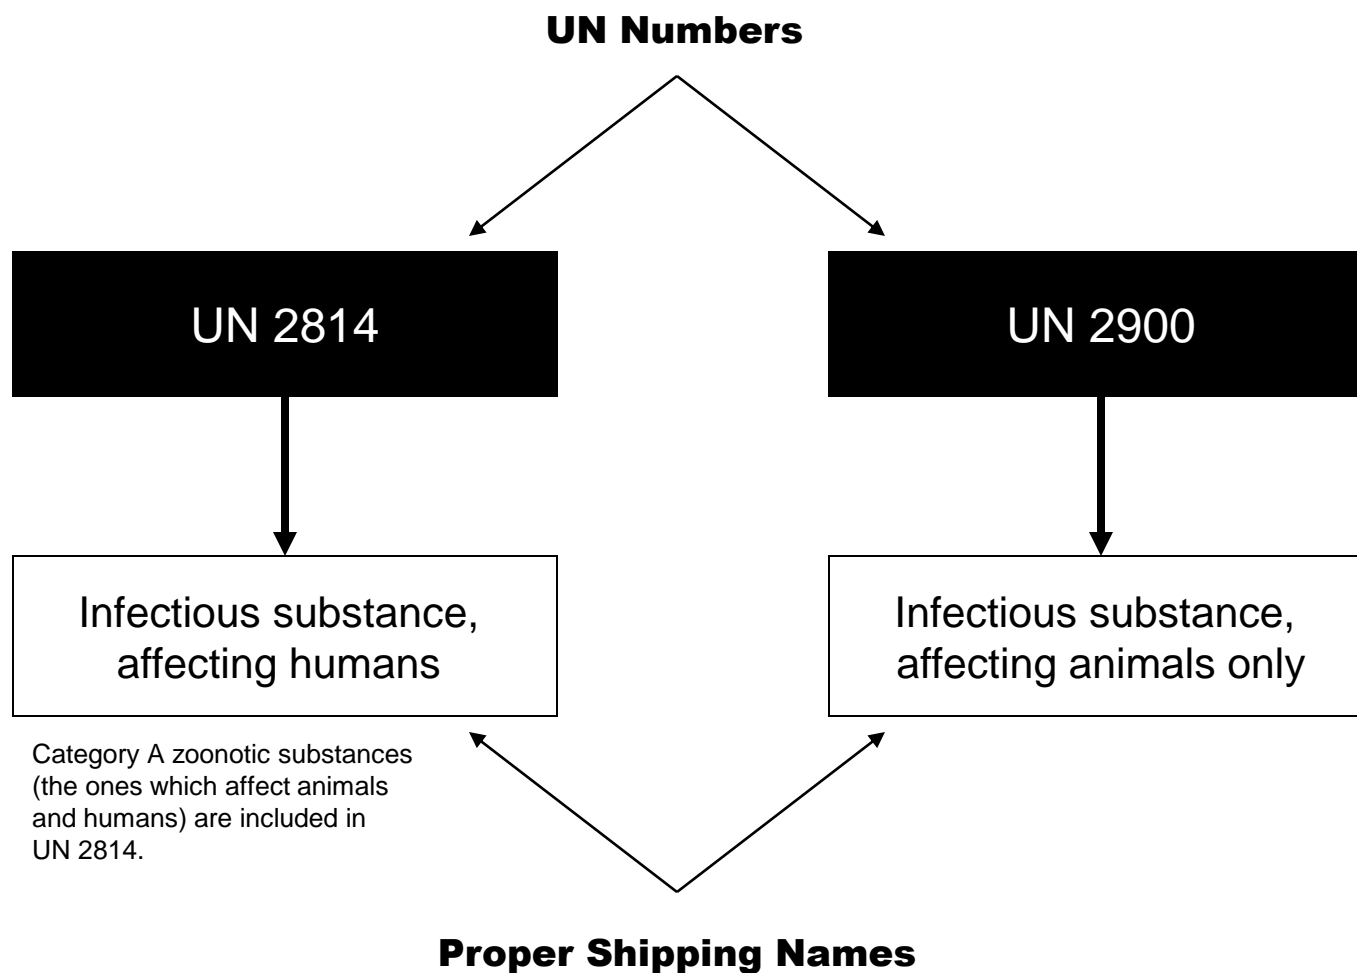 UN Numbers
UN 2814
UN 2900
Infectious substance,
affecting humans
Infectious substance,
affecting animals only
Category A zoonotic substances
(the ones which affect animals
and humans) are included in
UN 2814.
Proper Shipping Names